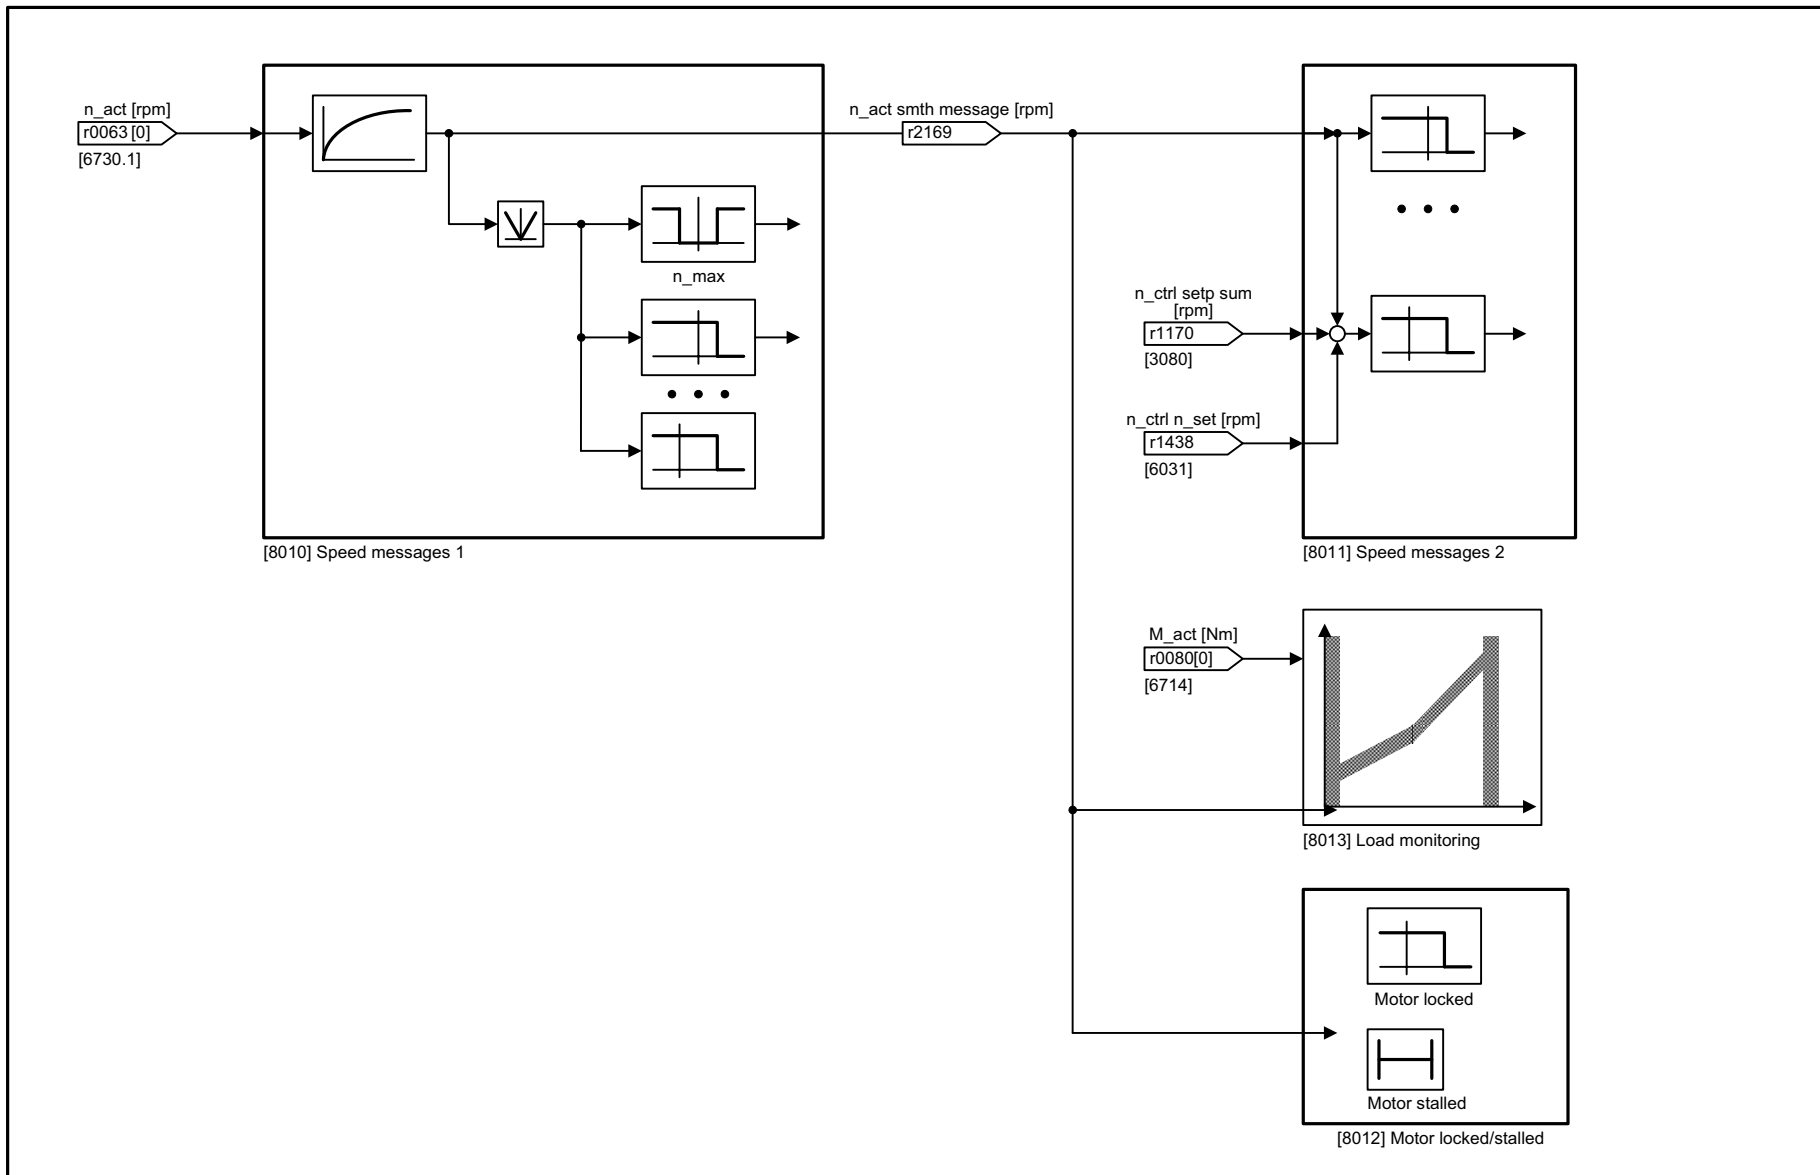 n_act [rpm]
r0063 [0]
[6730.1]
n_max
[8010] Speed messages 1
n_act smth message [rpm]
r2169
n_ctrl setp sum
[rpm]
r1170
[3080]
n_ctrl n_set [rpm]
r1438
[6031]
[8011] Speed messages 2
M_act [Nm]
r0080[0]
[6714]
[8013] Load monitoring
Motor locked
Motor stalled
[8012] Motor locked/stalled